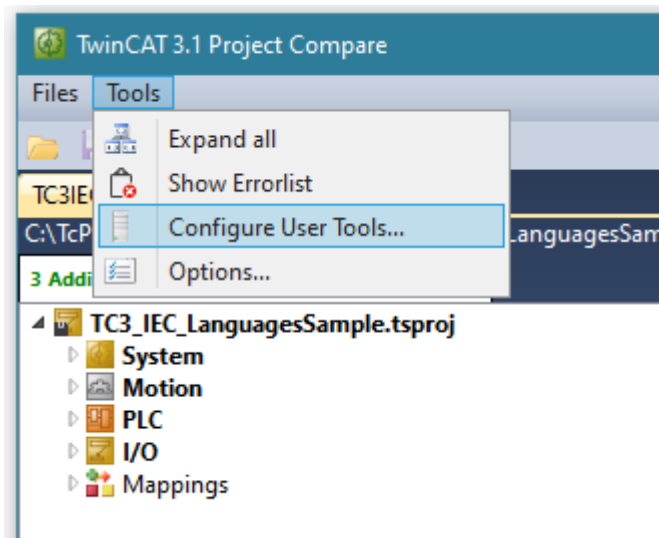 TwinCAT 3.1 Project Compare
Files Tools
Expand all
Show Errorlist
Configure User Tools...
Options...
TC3IE
C:\TcP LanguagesSam
3 Addi
TC3_IEC_LanguagesSample.tsproj
System
Motion
PLC
I/O
Mappings